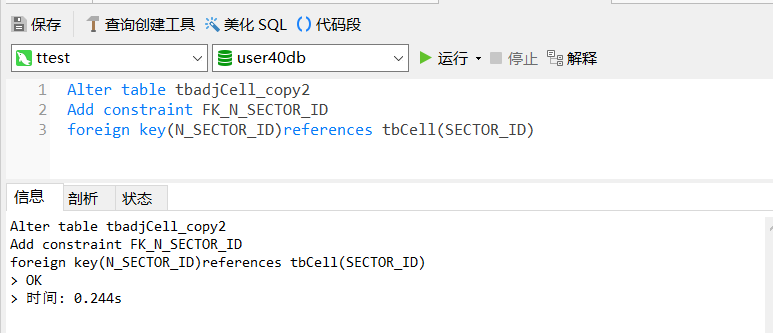 保存 查询创建工具 美化 SQL () 代码段
ttest user40db 运行 停止 解释
1 Alter table tbadjCell_copy2
2 Add constraint FK_N_SECTOR_ID
3 foreign key(N_SECTOR_ID)references tbCell(SECTOR_ID)
信息 剖析 状态
Alter table tbadjCell_copy2
Add constraint FK_N_SECTOR_ID
foreign key(N_SECTOR_ID)references tbCell(SECTOR_ID)
> OK
> 时间: 0.244s